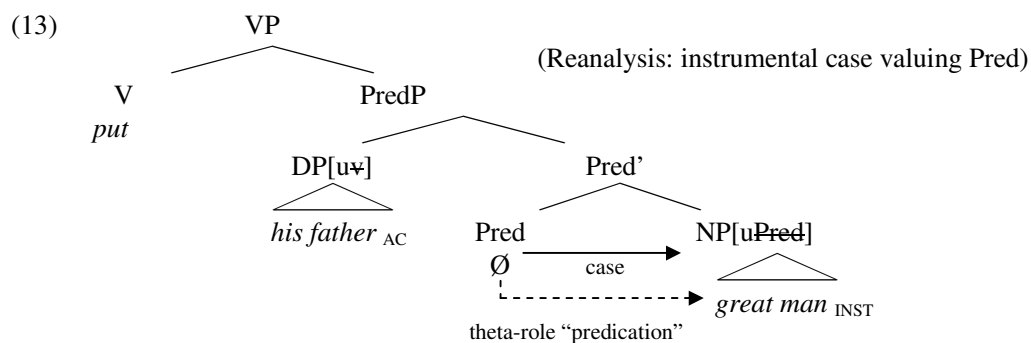 (13) VP
(Reanalysis: instrumental case valuing Pred)
V PredP
put
DP[uv] Pred’
his father AC Pred NP[uPred]
Ø case
great man INST
theta-role “predication”